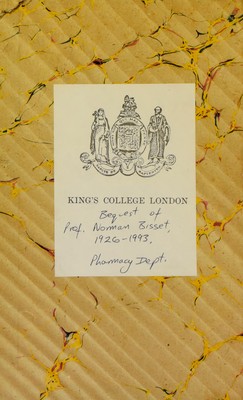 KING'S COLLEGE LONDON
Bequest of
Prof. Norman Bisset,
1926-1993,
Pharmacy Dept.